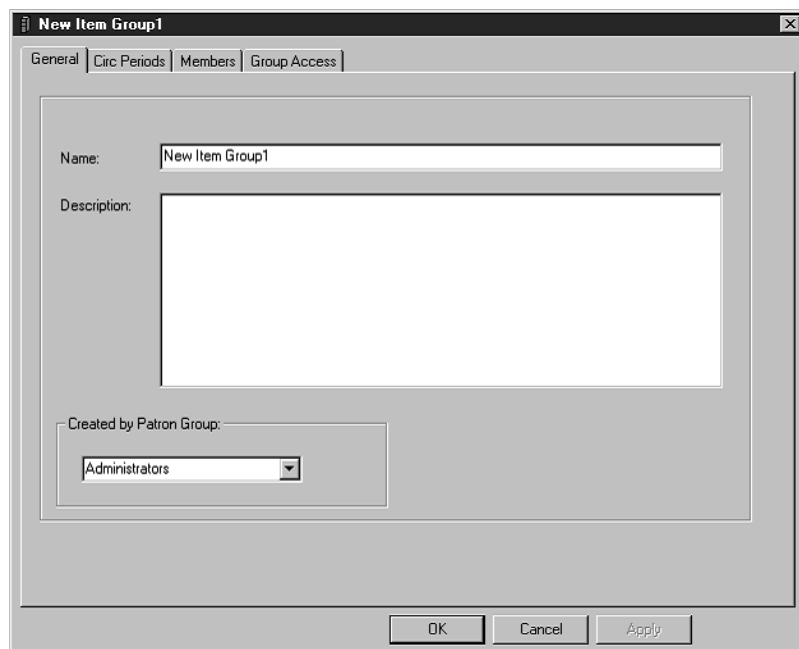 New Item Group1
General Circ Periods Members Group Access
Name: New Item Group1
Description:
Created by Patron Group:
Administrators
OK Cancel Apply